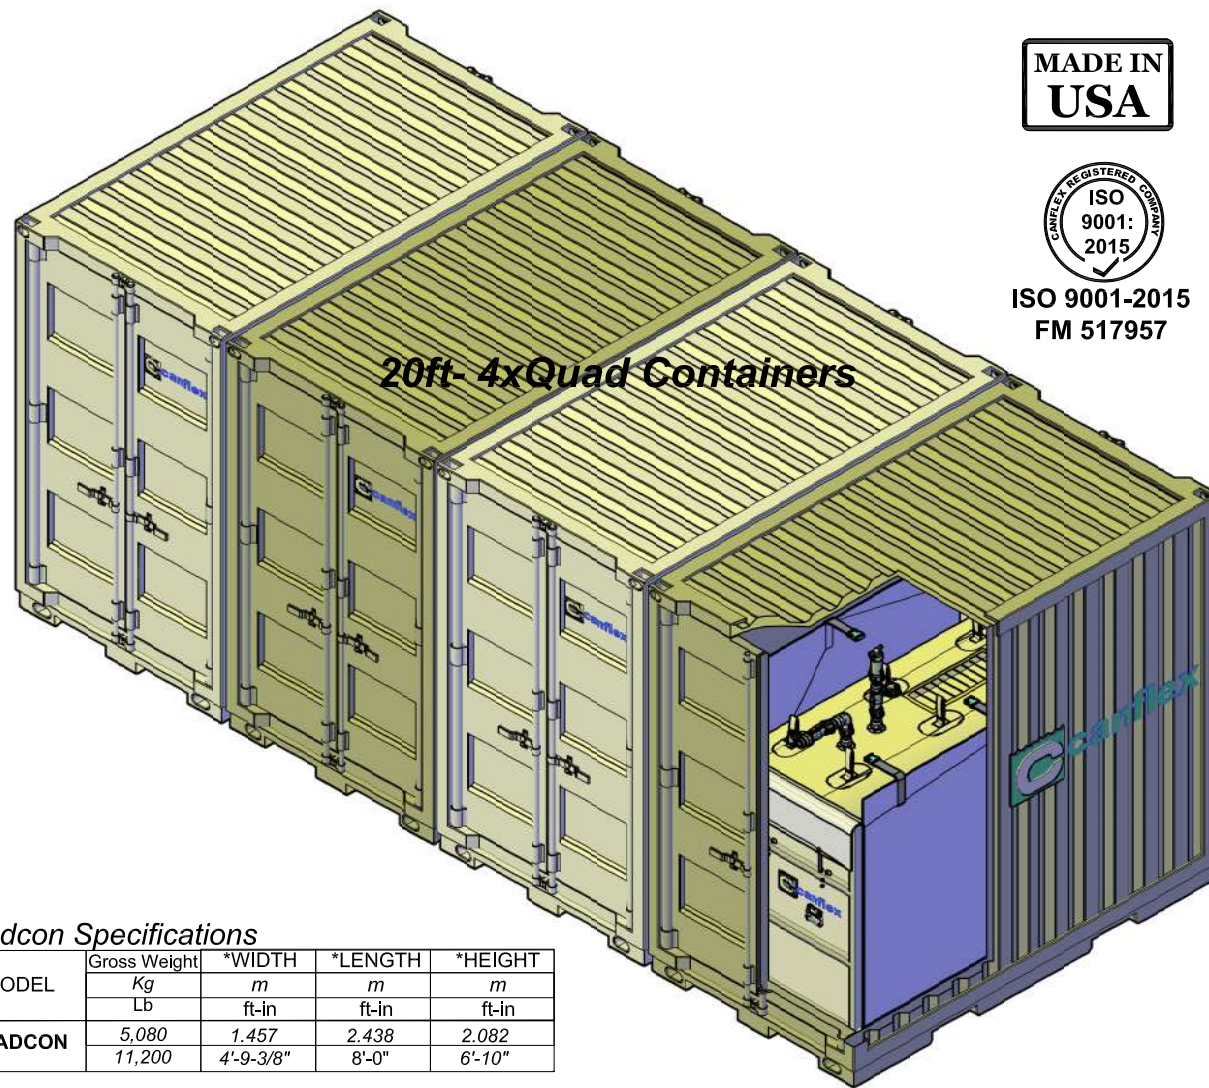 MADE IN
USA
CANFLEX REGISTERED COMPANY
ISO
9001:
2015
ISO 9001-2015
FM 517957
20ft- 4xQuad Containers
canflex
canflex
canflex
canflex
canflex
dcon Specifications
ODEL Gross Weight *WIDTH *LENGTH *HEIGHT
Kg m m m
Lb ft-in ft-in ft-in
ADCON 5,080 1.457 2.438 2.082
11,200 4'-9-3/8" 8'-0" 6'-10"